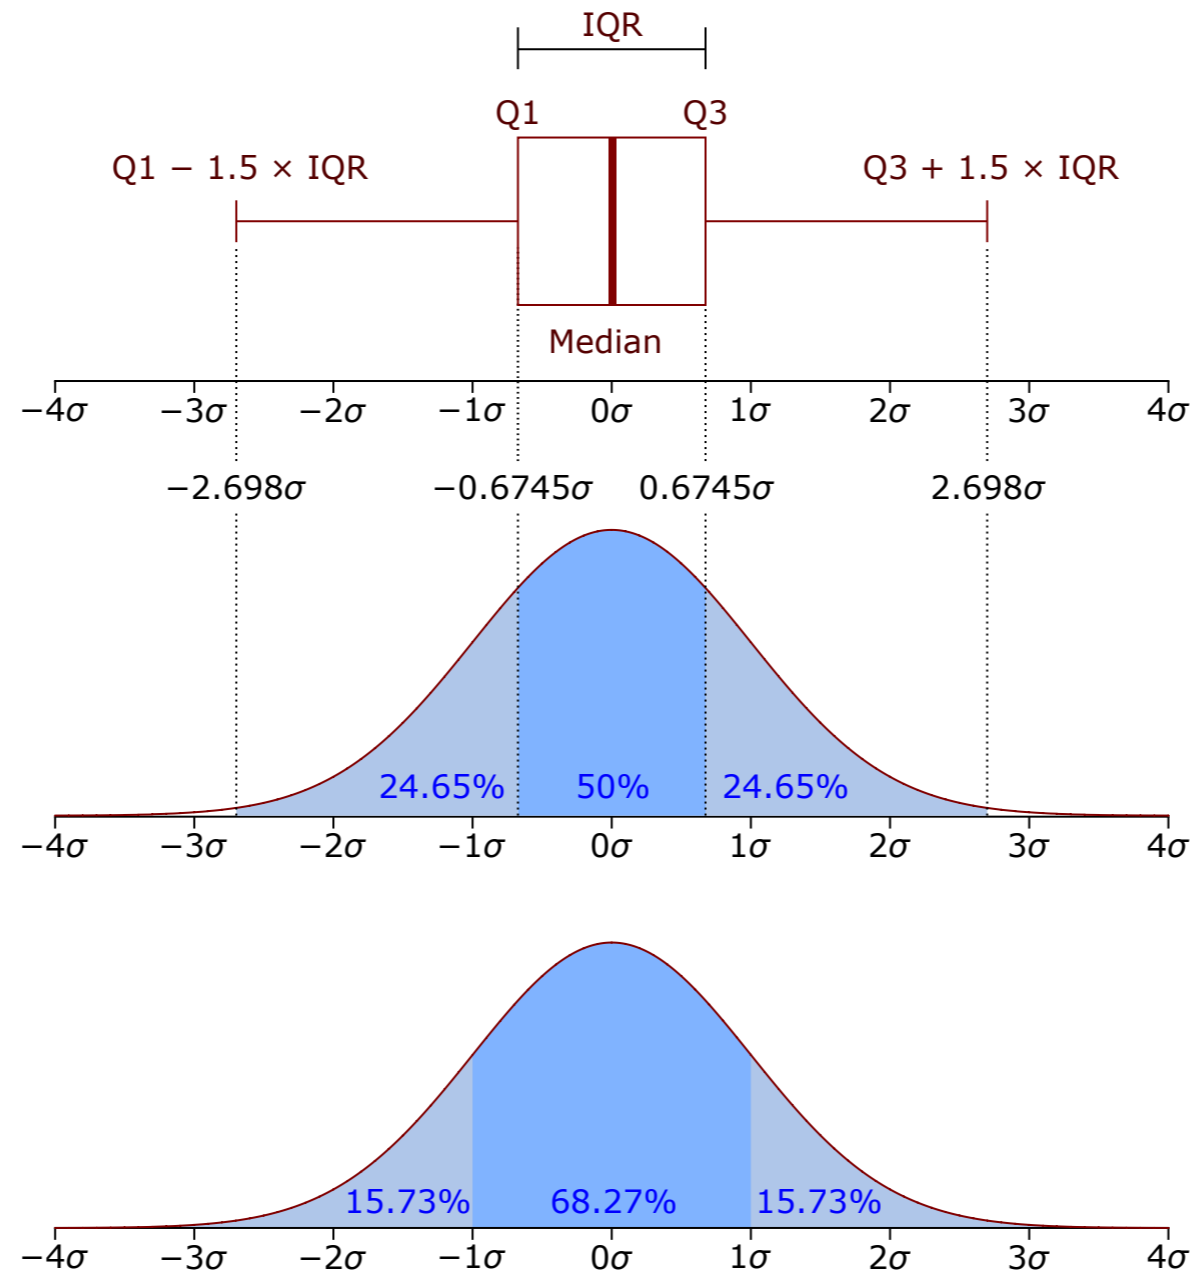 IQR
Q1 Q3
Q1 − 1.5 × IQR Q3 + 1.5 × IQR
Median
−4σ −3σ −2σ −1σ 0σ 1σ 2σ 3σ 4σ
−2.698σ −0.6745σ 0.6745σ 2.698σ
24.65% 50% 24.65%
−4σ −3σ −2σ −1σ 0σ 1σ 2σ 3σ 4σ
15.73% 68.27% 15.73%
−4σ −3σ −2σ −1σ 0σ 1σ 2σ 3σ 4σ